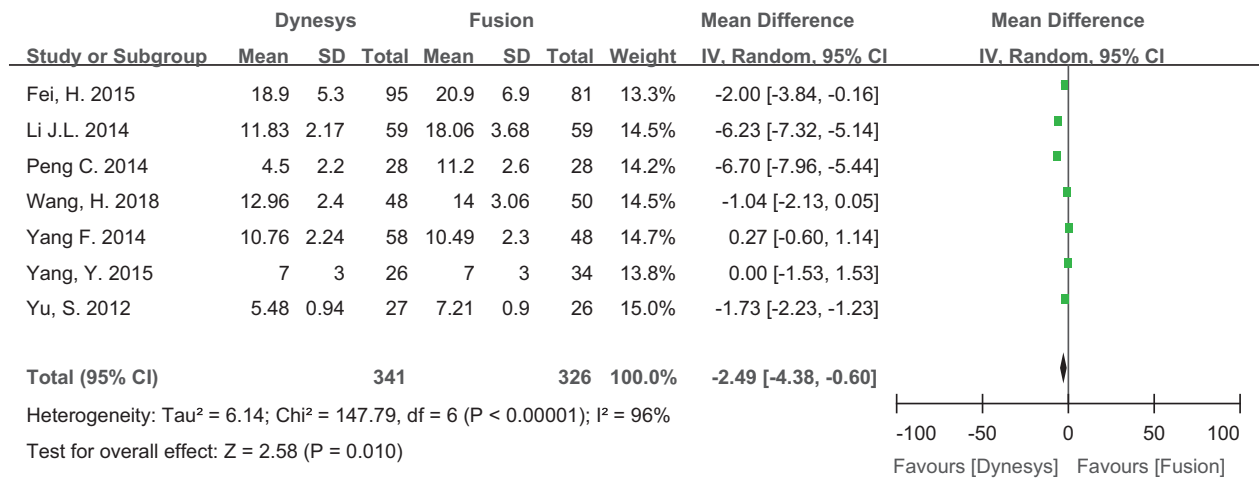 Dynesys Fusion Mean Difference Mean Difference
Study or Subgroup Mean SD Total Mean SD Total Weight IV, Random, 95% CI IV, Random, 95% CI
Fei, H. 2015 18.9 5.3 95 20.9 6.9 81 13.3% -2.00 [-3.84, -0.16]
Li J.L. 2014 11.83 2.17 59 18.06 3.68 59 14.5% -6.23 [-7.32, -5.14]
Peng C. 2014 4.5 2.2 28 11.2 2.6 28 14.2% -6.70 [-7.96, -5.44]
Wang, H. 2018 12.96 2.4 48 14 3.06 50 14.5% -1.04 [-2.13, 0.05]
Yang F. 2014 10.76 2.24 58 10.49 2.3 48 14.7% 0.27 [-0.60, 1.14]
Yang, Y. 2015 7 3 26 7 3 34 13.8% 0.00 [-1.53, 1.53]
Yu, S. 2012 5.48 0.94 27 7.21 0.9 26 15.0% -1.73 [-2.23, -1.23]
Total (95% CI) 341 326 100.0% -2.49 [-4.38, -0.60]
Heterogeneity: Tau² = 6.14; Chi² = 147.79, df = 6 (P < 0.00001); I² = 96%
Test for overall effect: Z = 2.58 (P = 0.010)
-100 -50 0 50 100
Favours [Dynesys] Favours [Fusion]